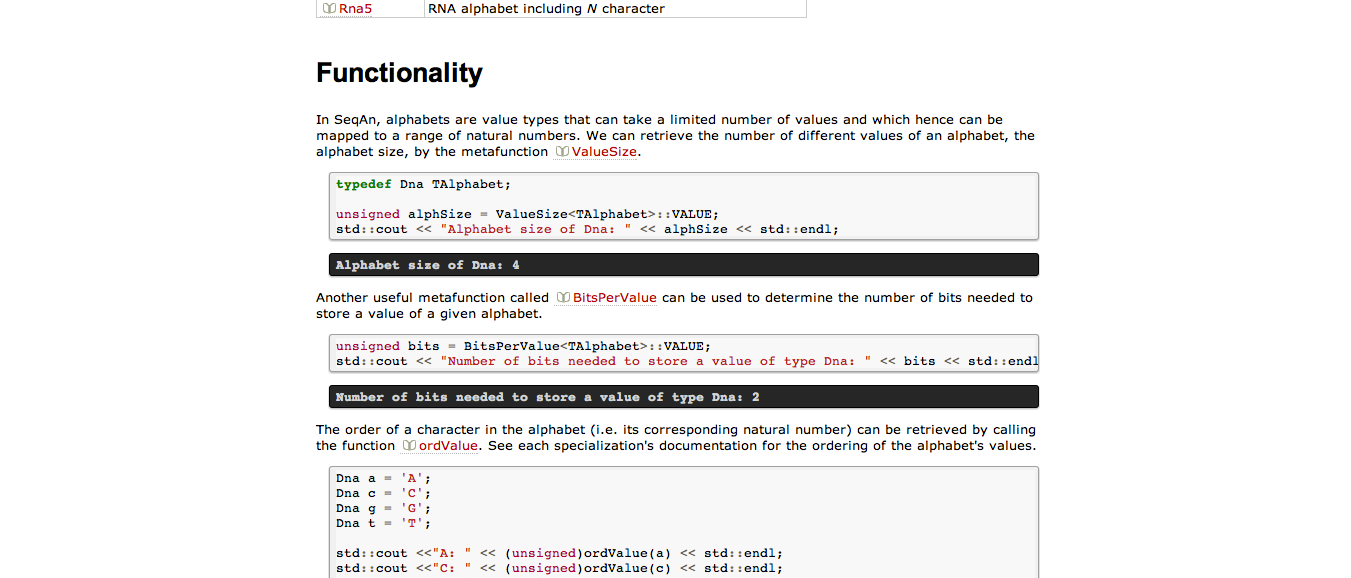 Rna5 RNA alphabet including N character
Functionality
In SeqAn, alphabets are value types that can take a limited number of values and which hence can be
mapped to a range of natural numbers. We can retrieve the number of different values of an alphabet, the
alphabet size, by the metafunction ValueSize.
typedef Dna TAlphabet;
unsigned alphSize = ValueSize<TAlphabet>::VALUE;
std::cout << "Alphabet size of Dna: " << alphSize << std::endl;
Alphabet size of Dna: 4
Another useful metafunction called BitsPerValue can be used to determine the number of bits needed to
store a value of a given alphabet.
unsigned bits = BitsPerValue<TAlphabet>::VALUE;
std::cout << "Number of bits needed to store a value of type Dna: " << bits << std::endl
Number of bits needed to store a value of type Dna: 2
The order of a character in the alphabet (i.e. its corresponding natural number) can be retrieved by calling
the function ordValue. See each specialization's documentation for the ordering of the alphabet's values.
Dna a = 'A';
Dna c = 'C';
Dna g = 'G';
Dna t = 'T';
std::cout <<"A: " << (unsigned)ordValue(a) << std::endl;
std::cout <<"C: " << (unsigned)ordValue(c) << std::endl;